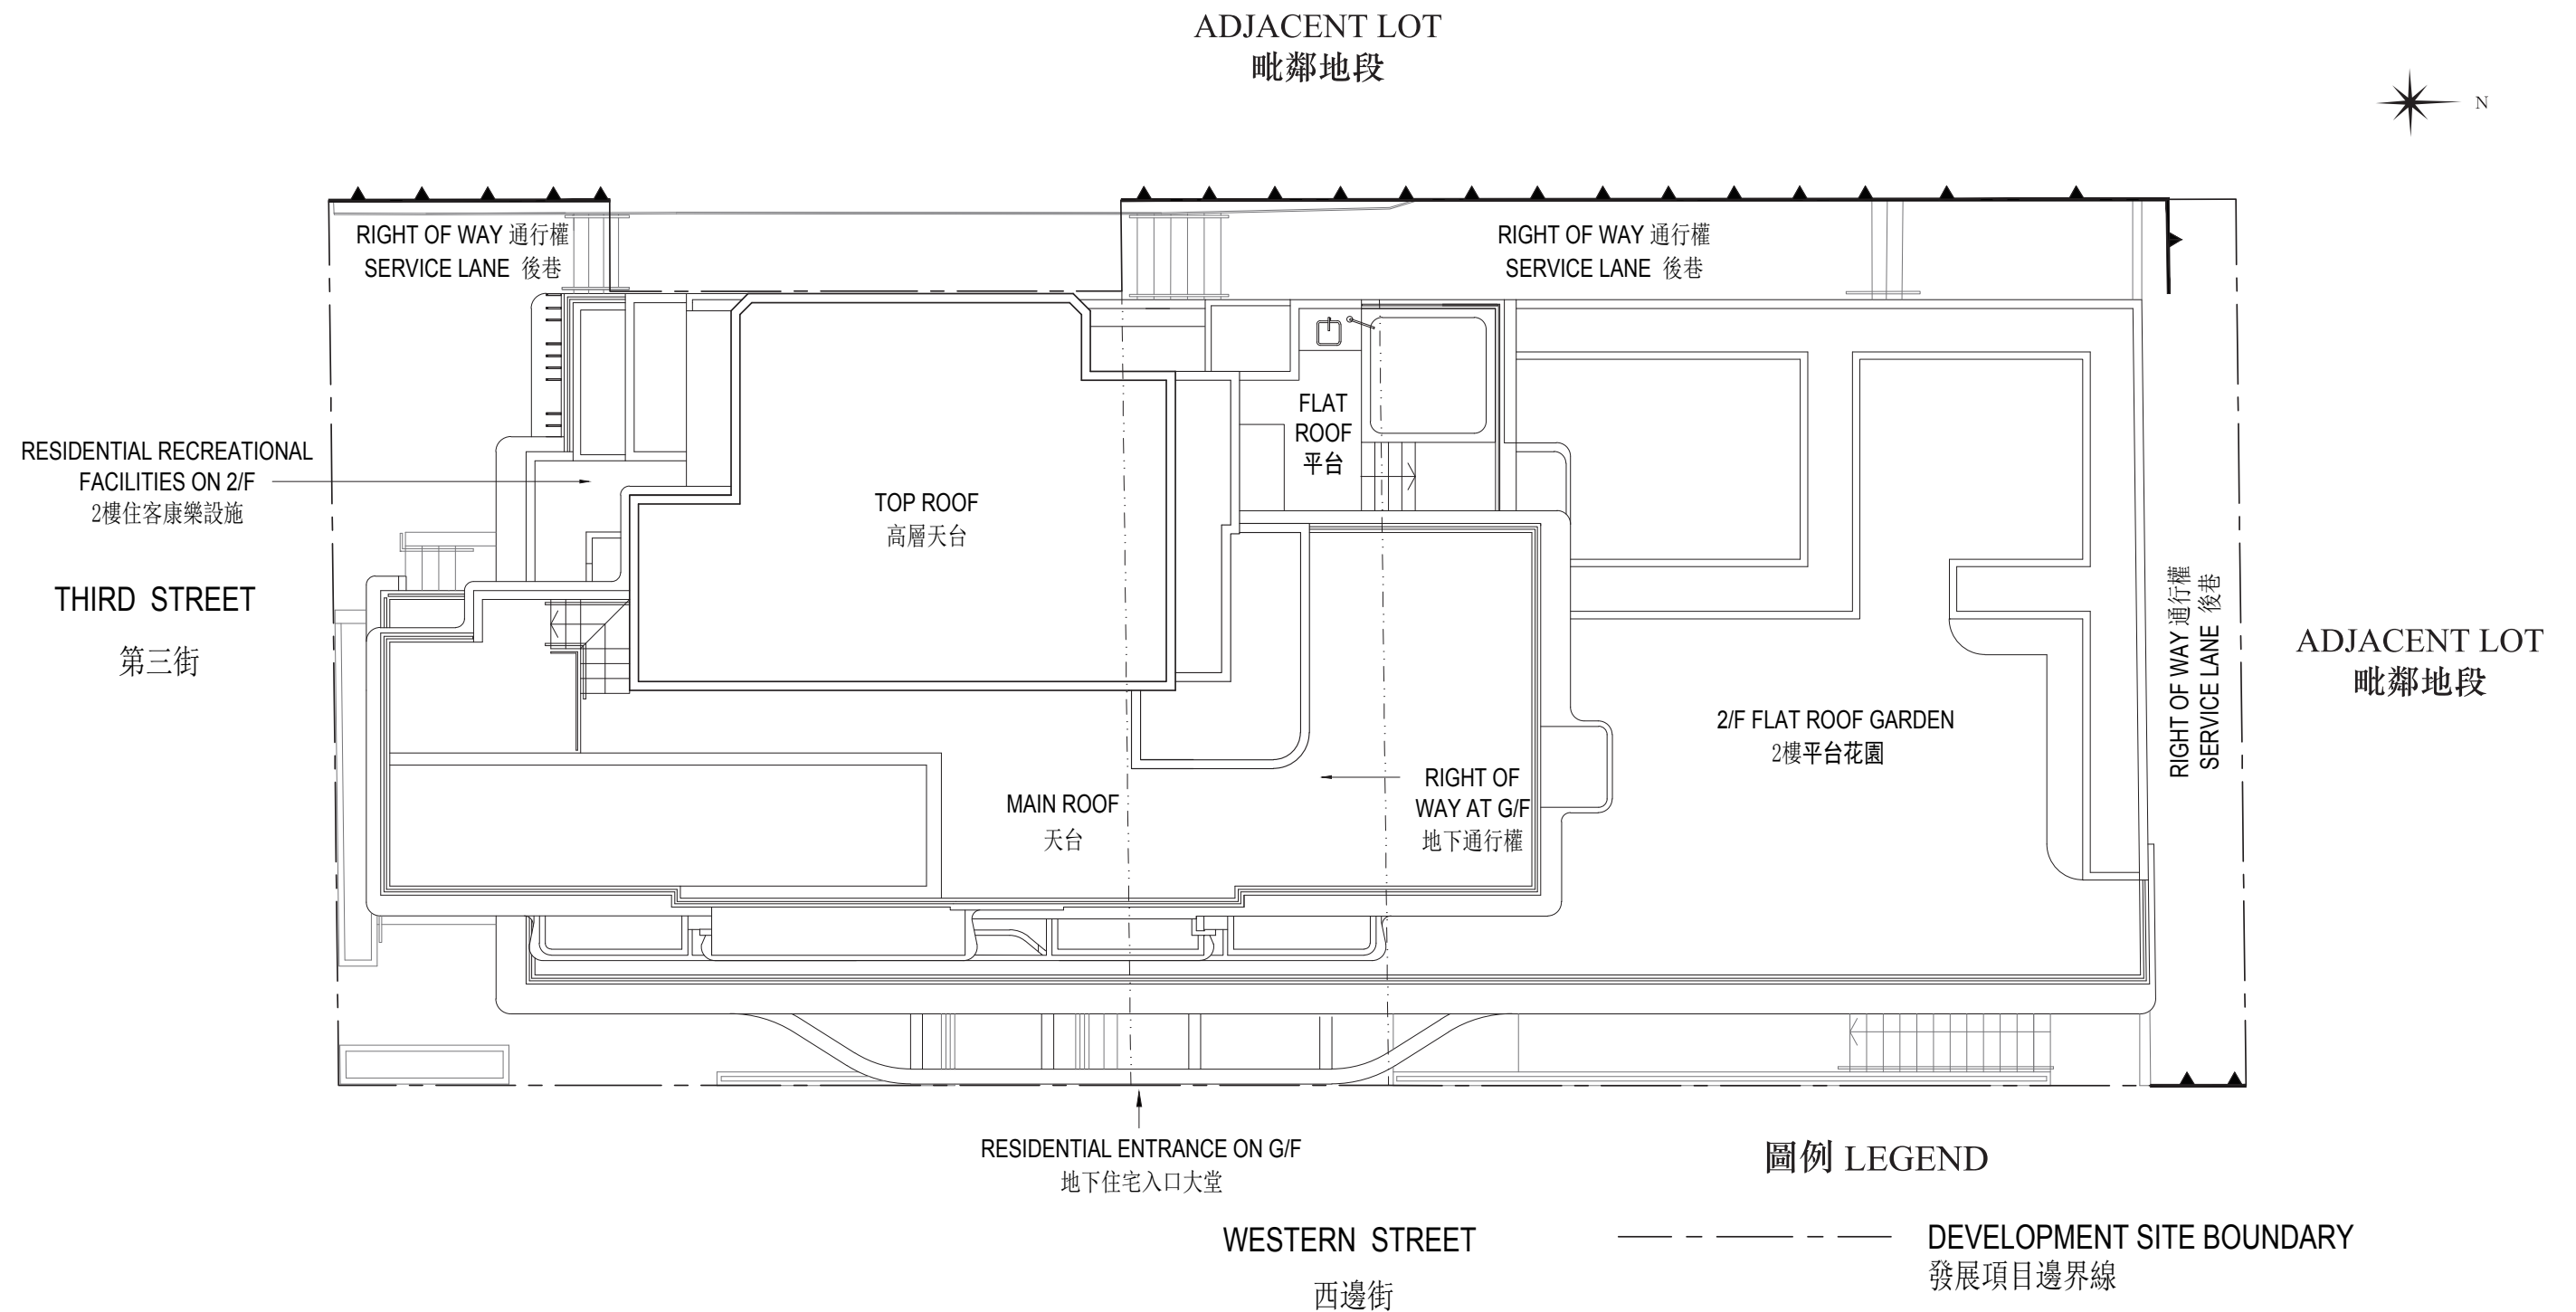 ADJACENT LOT
毗鄰地段
N
RIGHT OF WAY 通行權
SERVICE LANE 後巷
RIGHT OF WAY 通行權
SERVICE LANE 後巷
FLAT
ROOF
平台
RESIDENTIAL RECREATIONAL
FACILITIES ON 2/F
2樓住客康樂設施
TOP ROOF
高層天台
THIRD STREET
第三街
RIGHT OF WAY 通行權
SERVICE LANE 後巷
ADJACENT LOT
毗鄰地段
2/F FLAT ROOF GARDEN
2樓平台花園
RIGHT OF
WAY AT G/F
地下通行權
MAIN ROOF
天台
RESIDENTIAL ENTRANCE ON G/F
地下住宅入口大堂
圖例 LEGEND
WESTERN STREET
西邊街
DEVELOPMENT SITE BOUNDARY
發展項目邊界線